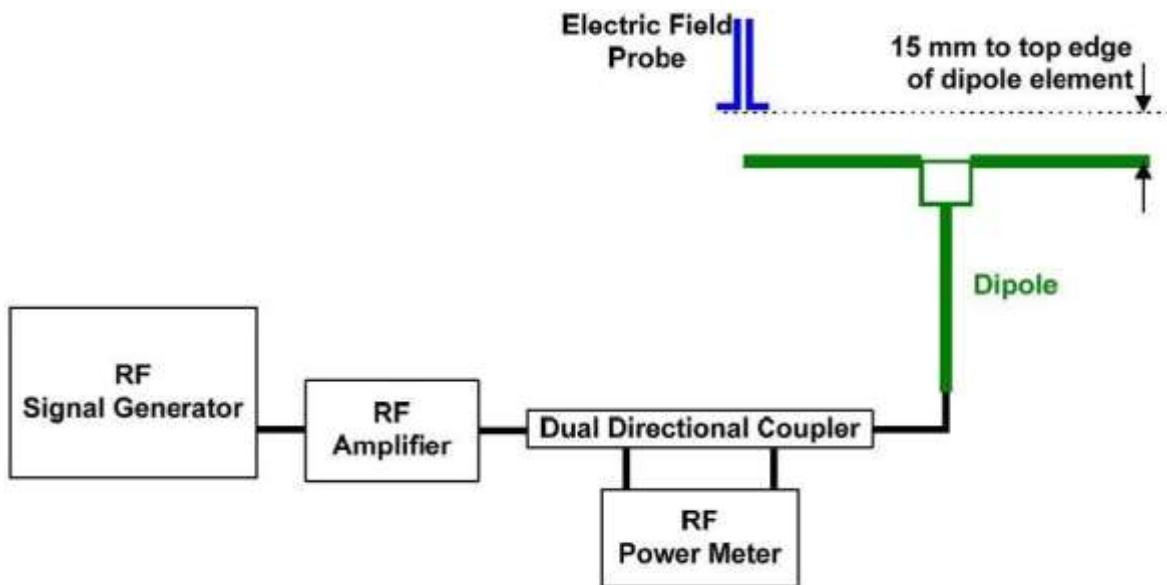 Electric Field
Probe
15 mm to top edge
of dipole element
Dipole
RF
Signal Generator
RF
Amplifier
Dual Directional Coupler
RF
Power Meter